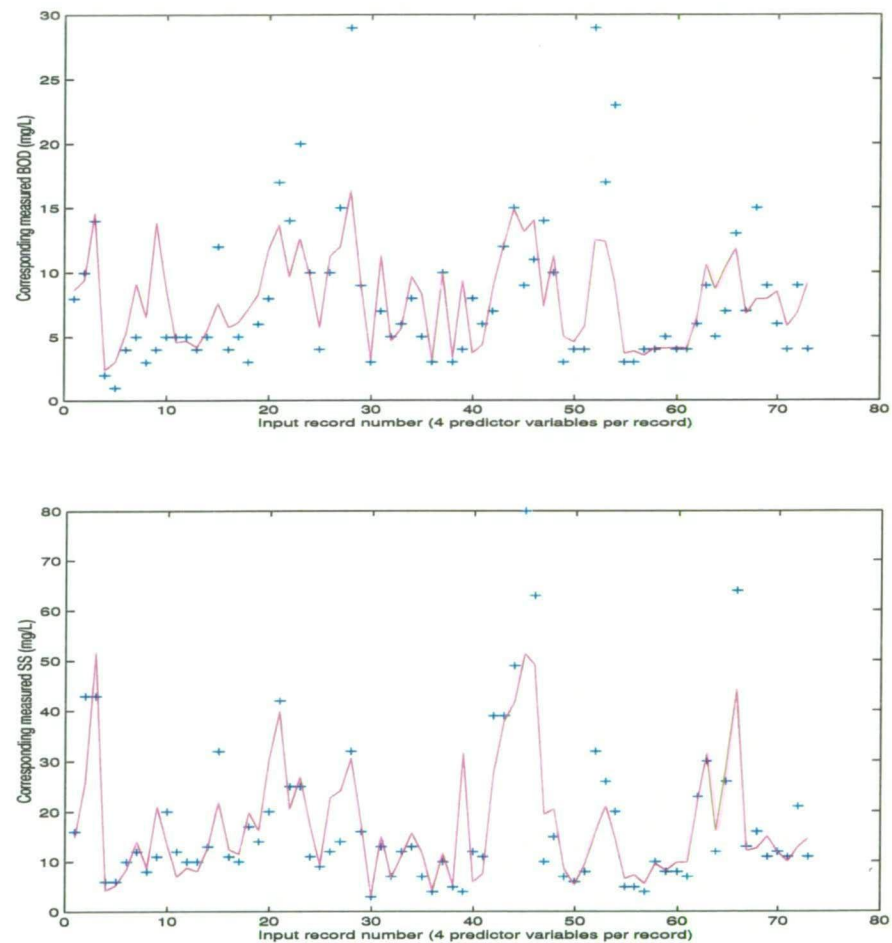 30
25
20
15
10
5
0
Corresponding measured BOD (mg/L)
0 10 20 30 40 50 60 70 80
Input record number (4 predictor variables per record)
80
70
60
50
40
30
20
10
0
Corresponding measured SS (mg/L)
0 10 20 30 40 50 60 70 80
Input record number (4 predictor variables per record)